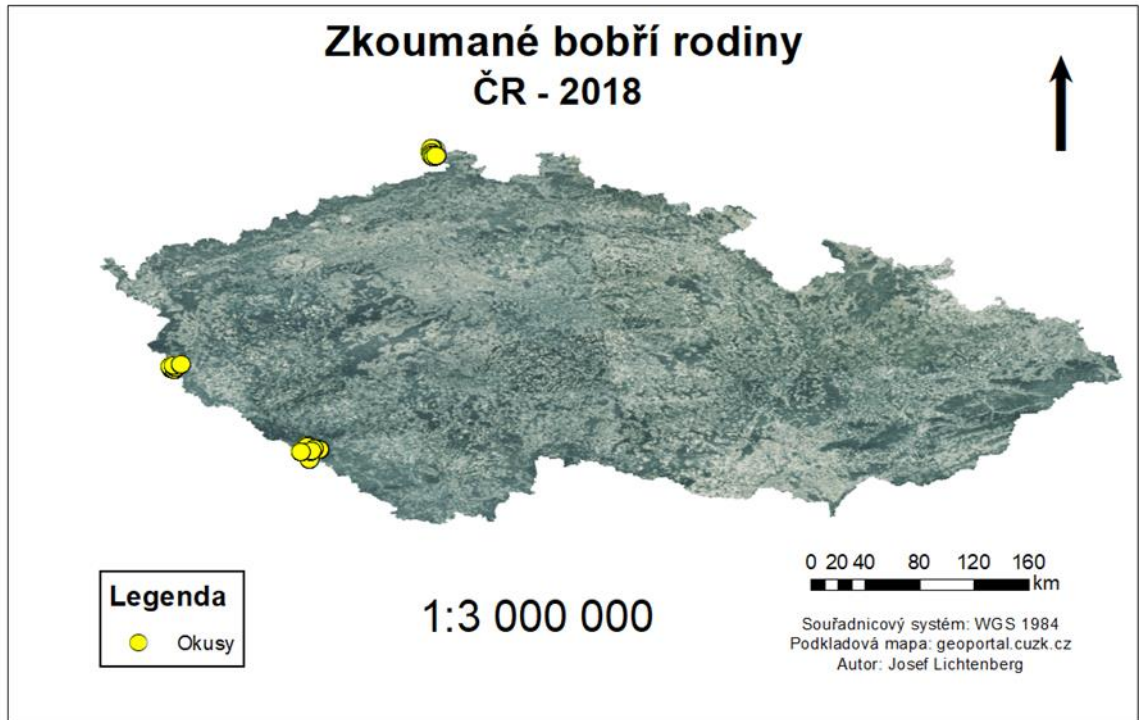 Zkoumané bobří rodiny
ČR - 2018
Legenda
Okusy
1:3 000 000
0 20 40 80 120 160
km
Souřadnicový systém: WGS 1984
Podkladová mapa: geoportal.cuzk.cz
Autor: Josef Lichtenberg